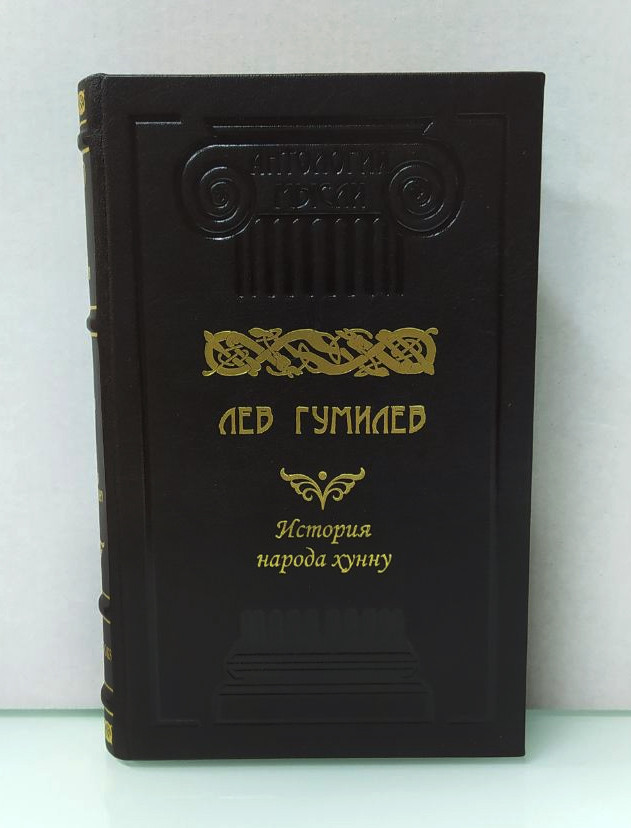 АНТОЛОГИЯ
МЫСЛИ
ЛЕВ ГУМИЛЕВ
История
народа хунну